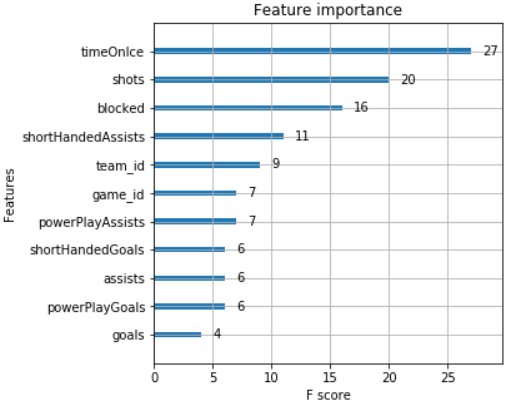 Feature importance
timeOnIce 27
shots 20
blocked 16
shortHandedAssists 11
team_id 9
game_id 7
powerPlayAssists 7
shortHandedGoals 6
assists 6
powerPlayGoals 6
goals 4
Features
0 5 10 15 20 25
F score